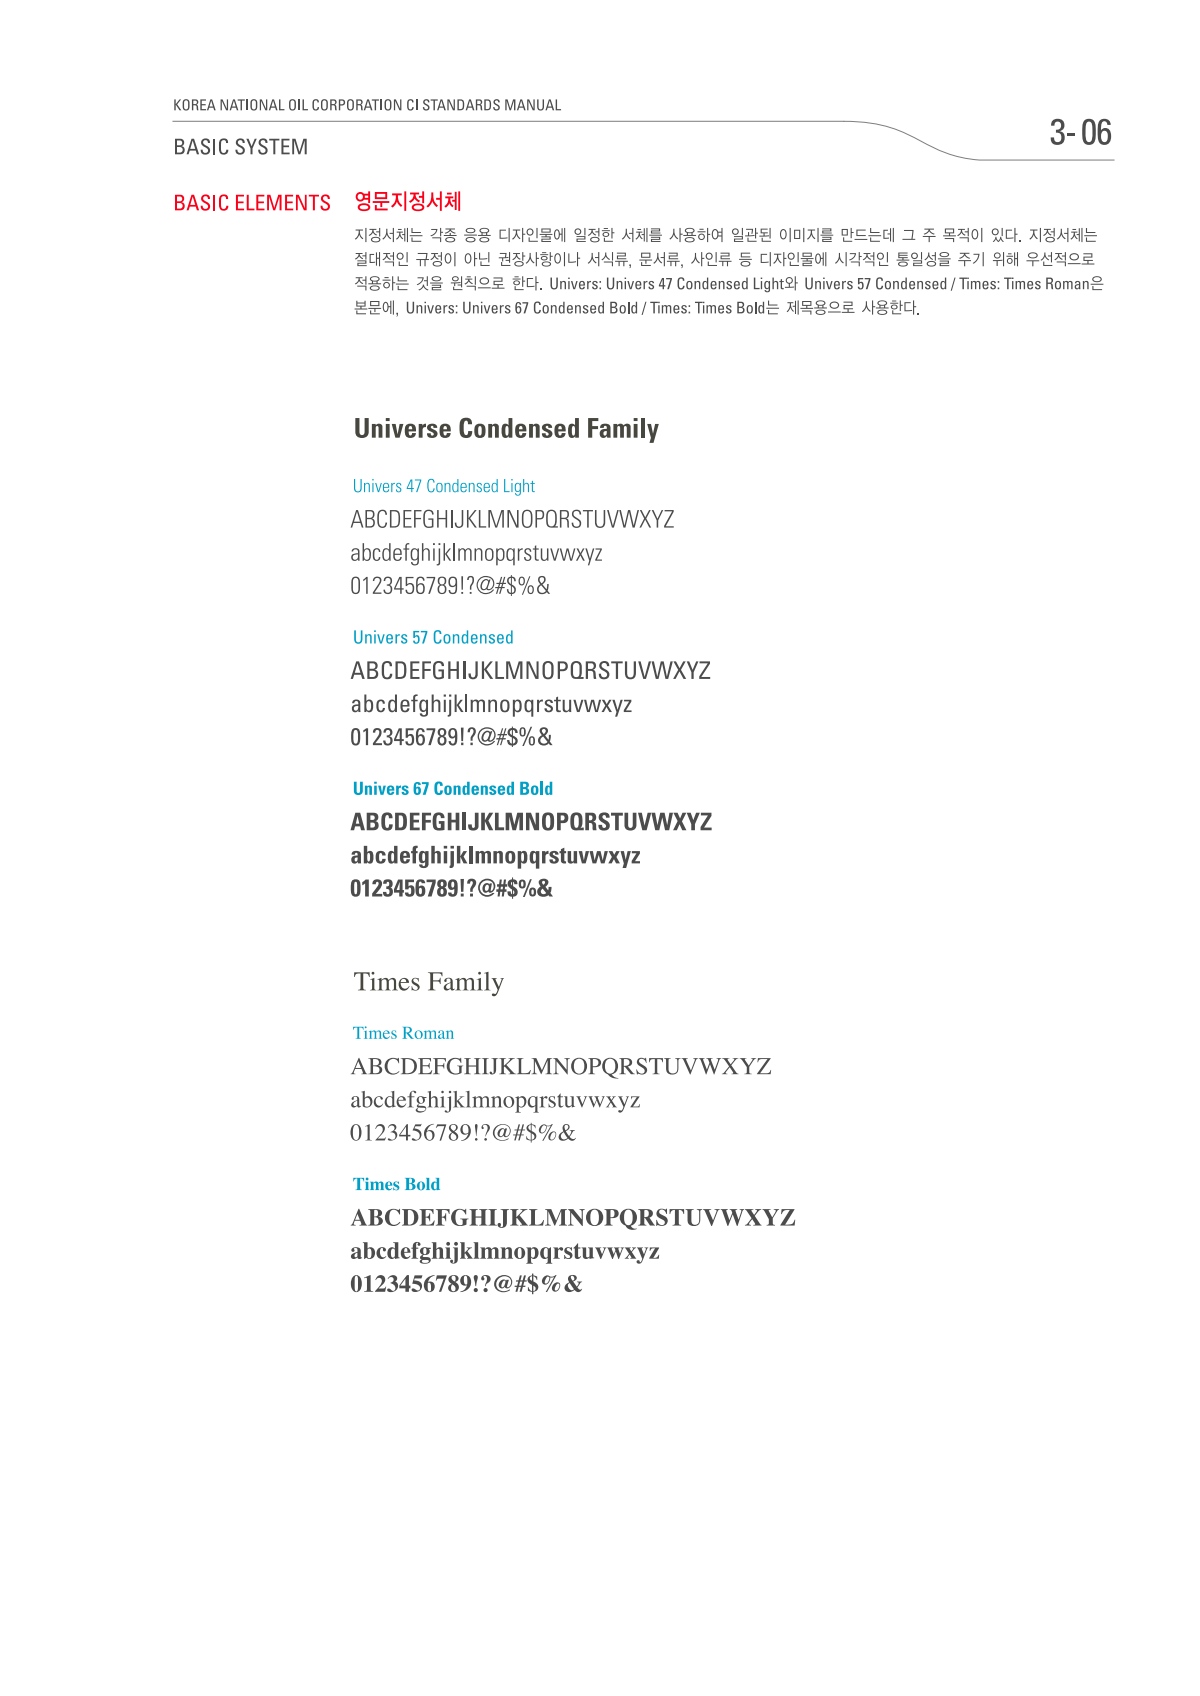 KOREA NATIONAL OIL CORPORATION CI STANDARDS MANUAL
3-06
BASIC SYSTEM
BASIC ELEMENTS 영문지정서체
지정서체는 각종 응용 디자인물에 일정한 서체를 사용하여 일관된 이미지를 만드는데 그 주 목적이 있다. 지정서체는
절대적인 규정이 아닌 권장사항이나 서식류, 문서류, 사인류 등 디자인물에 시각적인 통일성을 주기 위해 우선적으로
적용하는 것을 원칙으로 한다. Univers: Univers 47 Condensed Light와 Univers 57 Condensed / Times: Times Roman은
본문에, Univers: Univers 67 Condensed Bold / Times: Times Bold는 제목용으로 사용한다.
Universe Condensed Family
Univers 47 Condensed Light
ABCDEFGHIJKLMNOPQRSTUVWXYZ
abcdefghijklmnopqrstuvwxyz
0123456789!?@#$%&
Univers 57 Condensed
ABCDEFGHIJKLMNOPQRSTUVWXYZ
abcdefghijklmnopqrstuvwxyz
0123456789!?@#$%&
Univers 67 Condensed Bold
ABCDEFGHIJKLMNOPQRSTUVWXYZ
abcdefghijklmnopqrstuvwxyz
0123456789!?@#$%&
Times Family
Times Roman
ABCDEFGHIJKLMNOPQRSTUVWXYZ
abcdefghijklmnopqrstuvwxyz
0123456789!?@#$%&
Times Bold
ABCDEFGHIJKLMNOPQRSTUVWXYZ
abcdefghijklmnopqrstuvwxyz
0123456789!?@#$%&